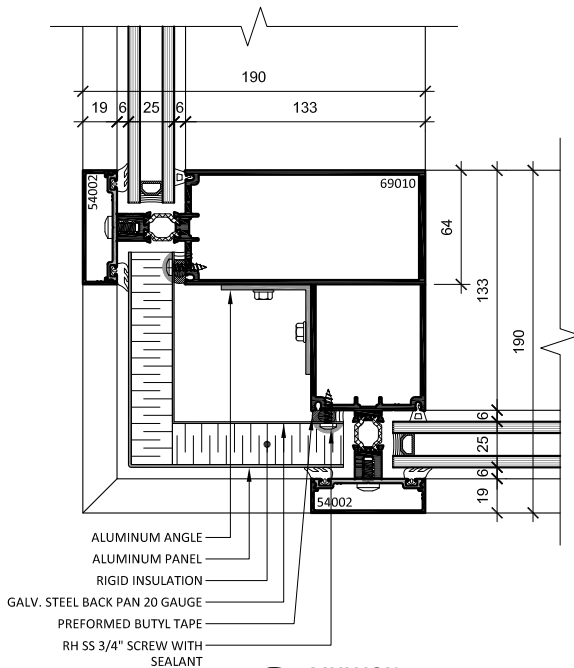 190
19 6 25 6 133
54002
69010
64
133
190
6
25
6
19
54002
ALUMINUM ANGLE
ALUMINUM PANEL
RIGID INSULATION
GALV. STEEL BACK PAN 20 GAUGE
PREFORMED BUTYL TAPE
RH SS 3/4" SCREW WITH
SEALANT